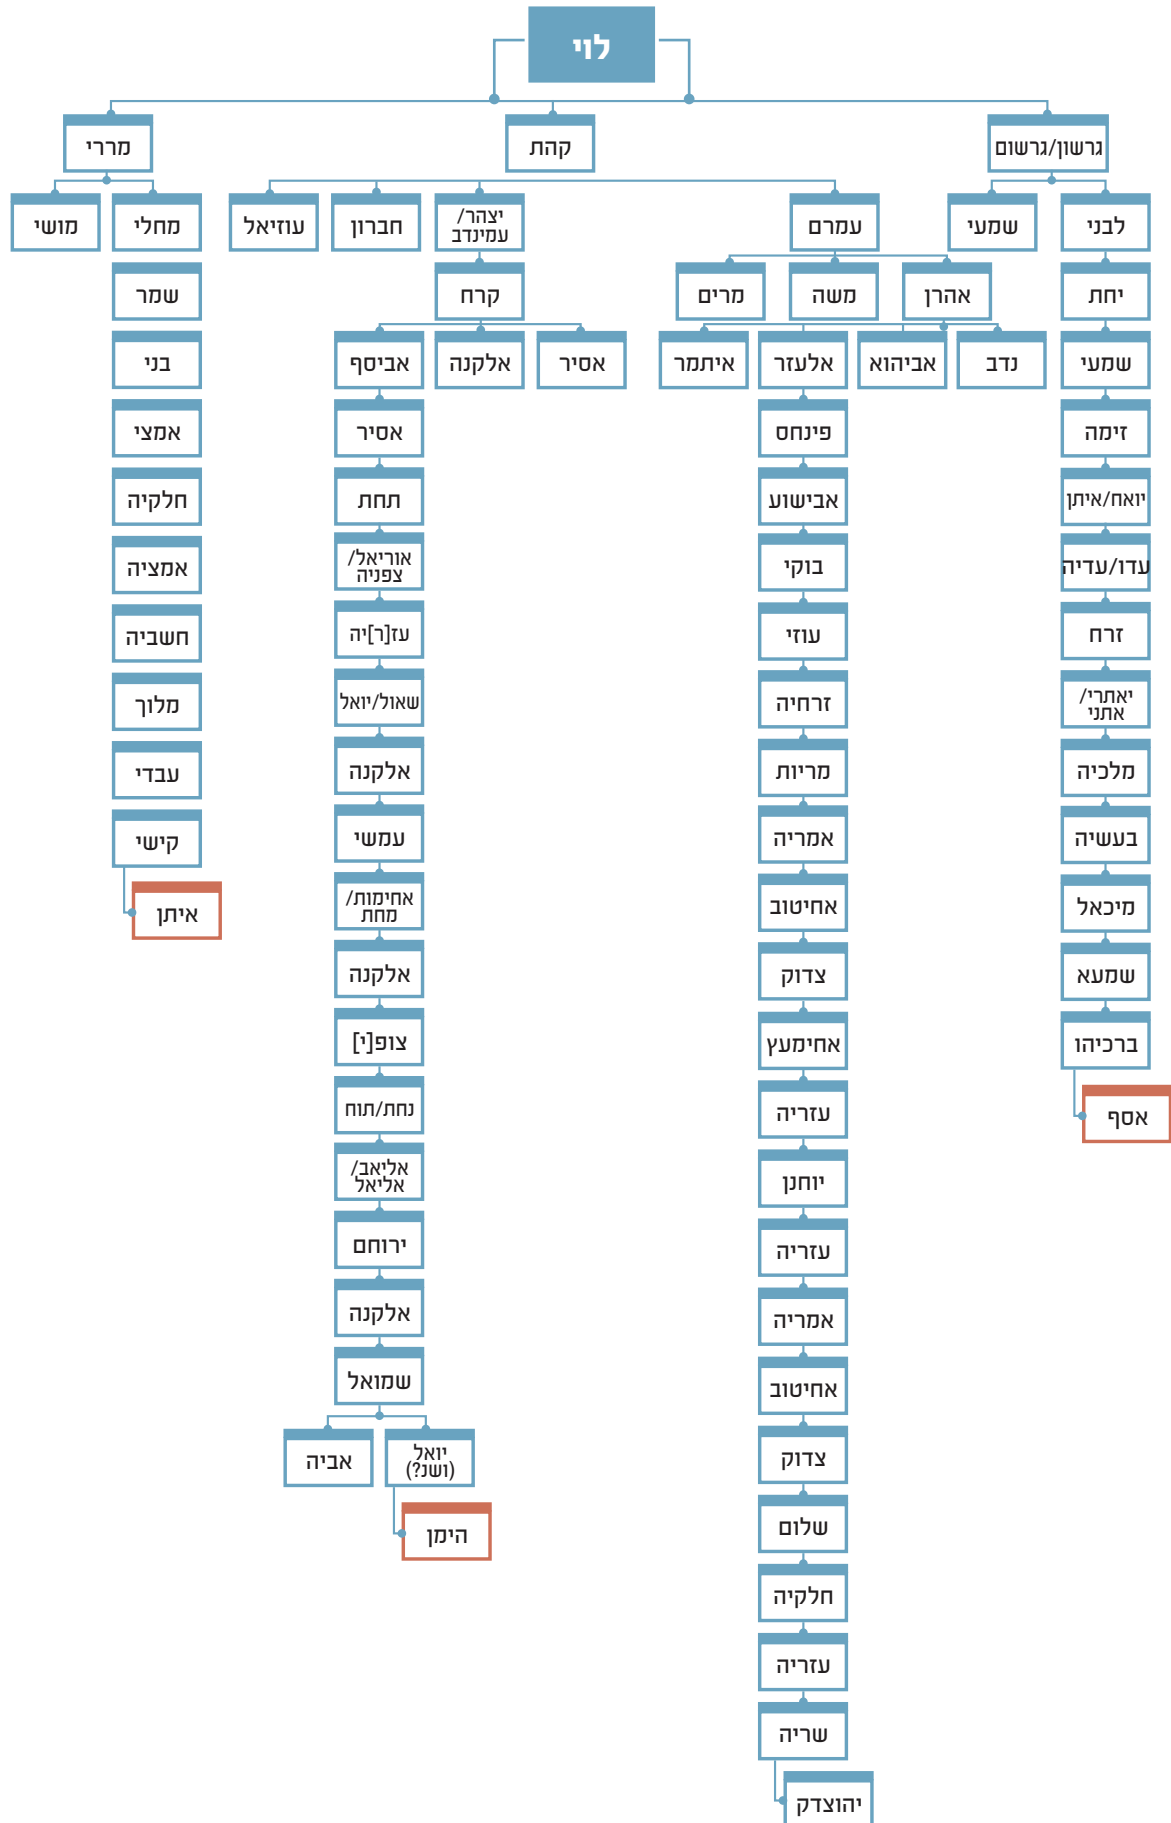 לוי
גרשון/גרשום
קהת
מררי
לבני
שמעי
עמרם
יצהר/
עמינדב
חברון
עוזיאל
מחלי
מושי
יחת
אהרן
משה
מרים
קרח
שמר
שמעי
נדב
אביהוא
אלעזר
איתמר
אסיר
אלקנה
אביסף
בני
זימה
פינחס
אסיר
אמצי
יואח/איתן
אבישוע
תחת
חלקיה
עדו/עדיה
בוקי
אוריאל/
צפניה
אמציה
זרח
עוזי
עז[ר]יה
חשביה
יאתרי/
אתני
זרחיה
שאול/יואל
מלוך
מלכיה
מריות
אלקנה
עבדי
בעשיה
אמריה
עמשי
קישי
מיכאל
אחיטוב
אחימות/
מחת
איתן
שמעא
צדוק
אלקנה
ברכיהו
אחימעץ
צופ[י]
אסף
עזריה
נחת/תוח
יוחנן
אליאב/
אליאל
עזריה
ירוחם
אמריה
אלקנה
אחיטוב
שמואל
צדוק
יואל
(ושנ?)
אביה
שלום
הימן
חלקיה
עזריה
שריה
יהוצדק